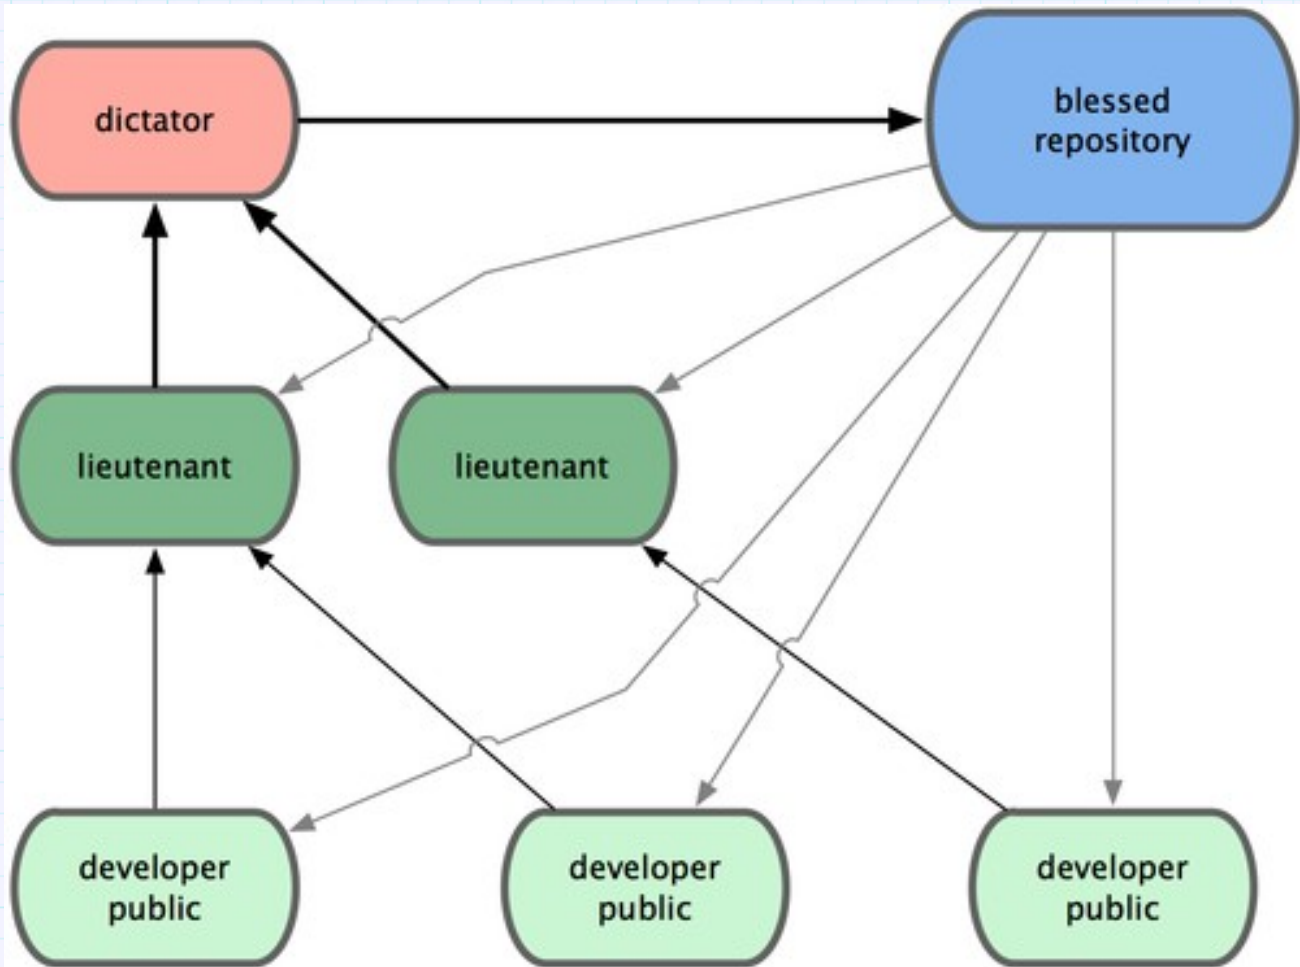 dictator
blessed
repository
lieutenant
lieutenant
developer
public
developer
public
developer
public